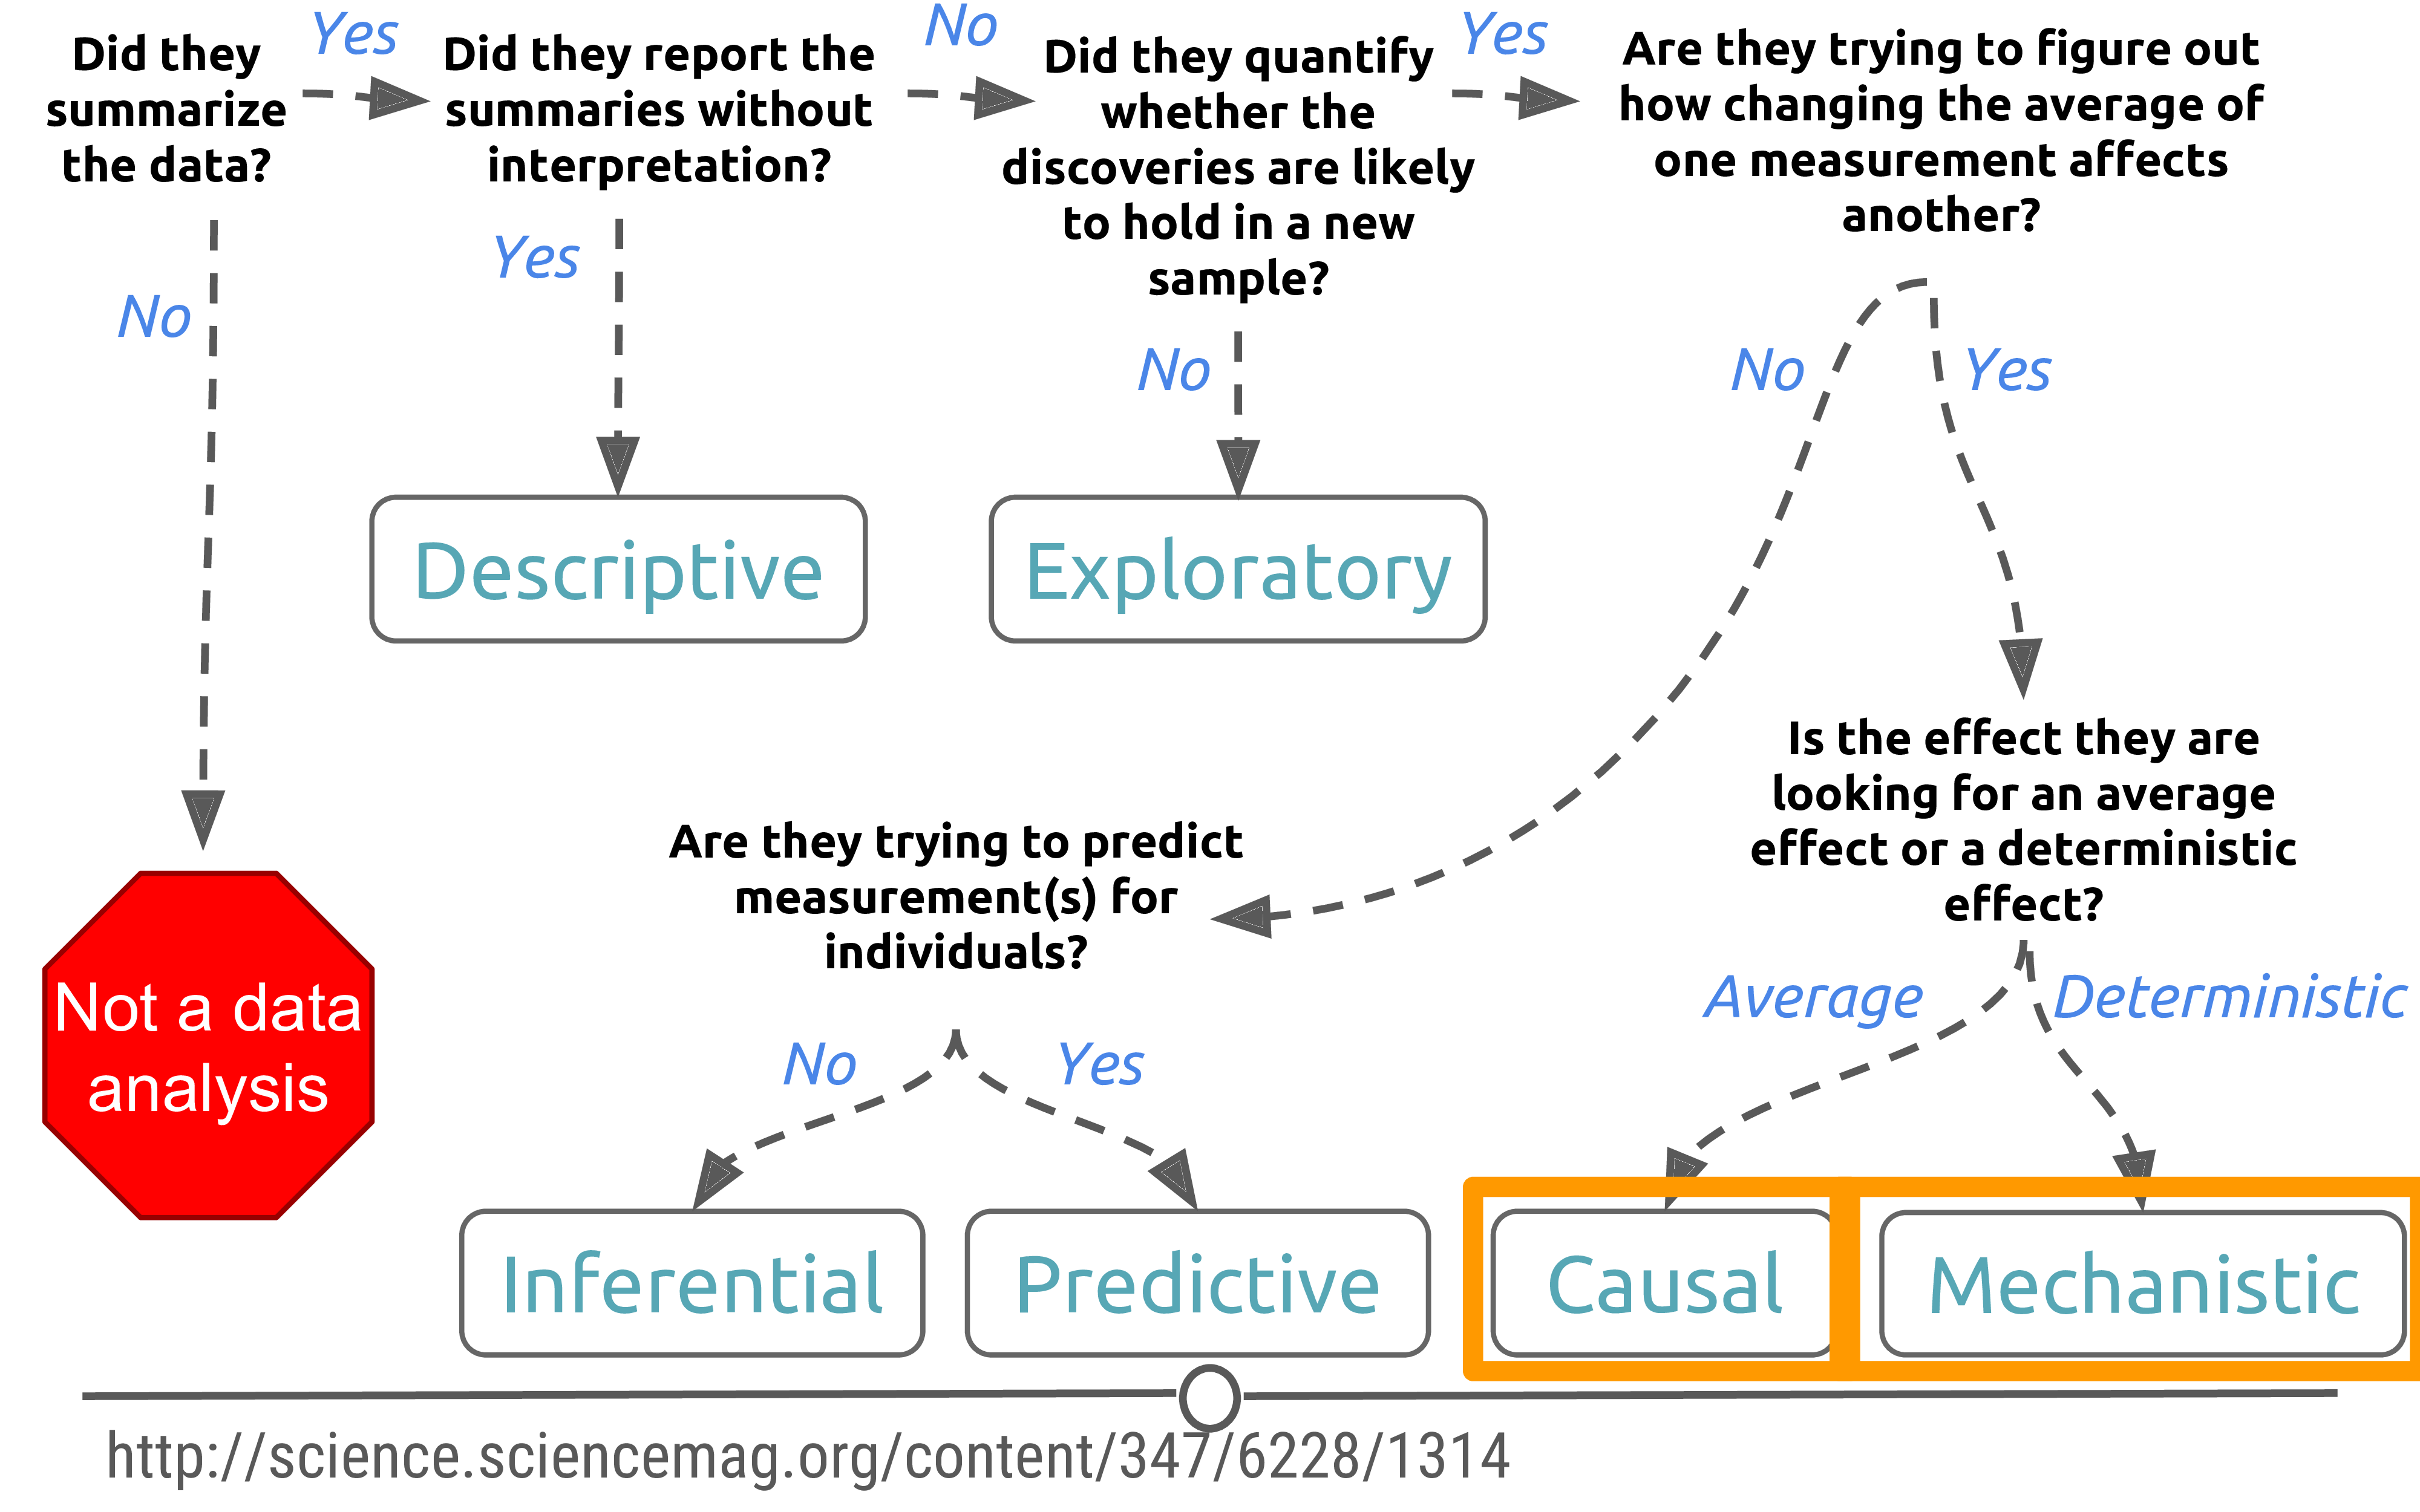 Did they
summarize
the data?
Yes
Did they report the
summaries without
interpretation?
No
Did they quantify
whether the
discoveries are likely
to hold in a new
sample?
Yes
Are they trying to figure out
how changing the average of
one measurement affects
another?
No
Yes
No
No
Yes
Descriptive
Exploratory
Is the effect they are
looking for an average
effect or a deterministic
effect?
Are they trying to predict
measurement(s) for
individuals?
Not a data
analysis
No
Yes
Average
Deterministic
Inferential
Predictive
Causal
Mechanistic
http://science.sciencemag.org/content/347/6228/1314